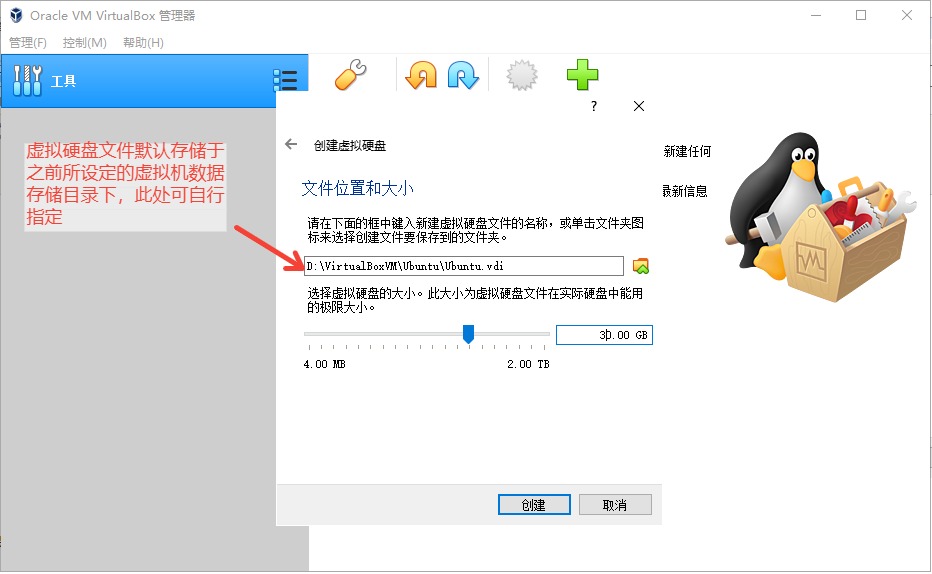 Oracle VM VirtualBox 管理器
管理(F) 控制(M) 帮助(H)
工具
?
创建虚拟硬盘
虚拟硬盘文件默认存储于
之前所设定的虚拟机数据
存储目录下，此处可自行
指定
新建任何
最新信息
文件位置和大小
请在下面的框中键入新建虚拟硬盘文件的名称，或单击文件夹图
标来选择创建文件要保存到的文件夹。
D:\VirtualBoxVM\Ubuntu\Ubuntu.vdi
选择虚拟硬盘的大小。此大小为虚拟硬盘文件在实际硬盘中能用
的极限大小。
30.00 GB
4.00 MB 2.00 TB
创建 取消